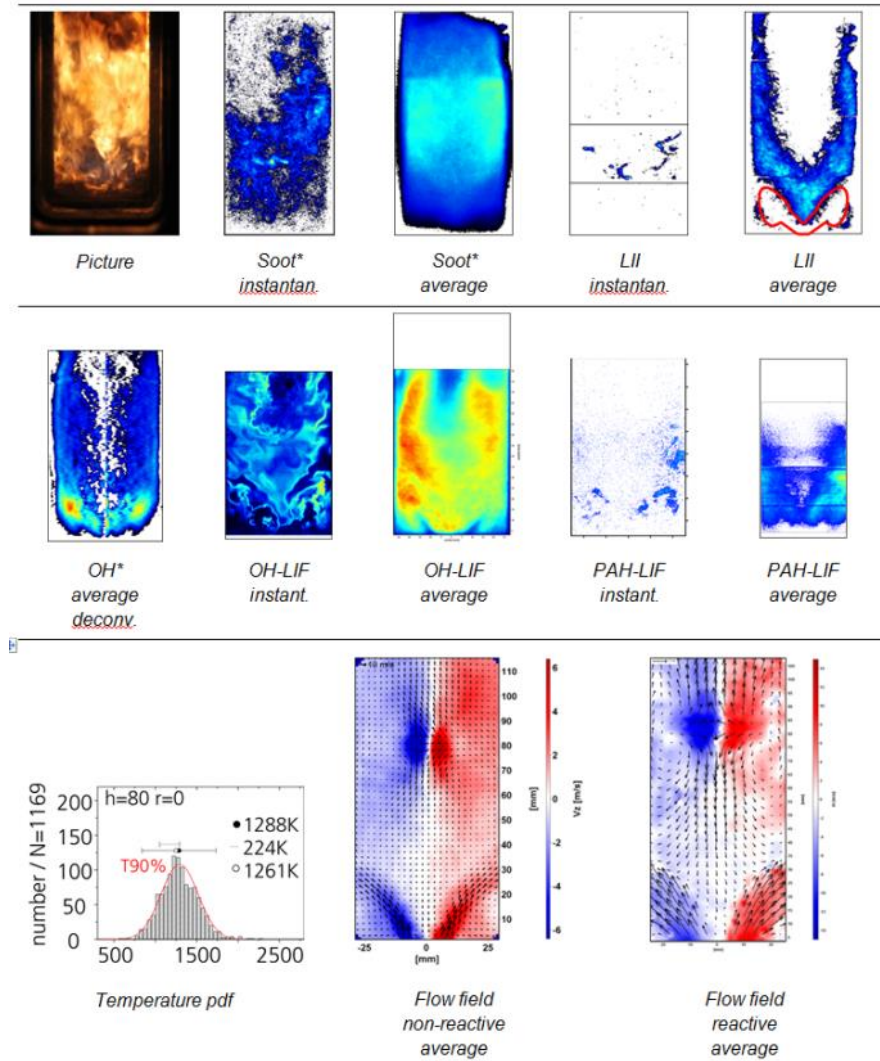 Picture
Soot*
instantan.
Soot*
average
LII
instantan.
LII
average
OH*
average
deconv.
OH-LIF
instant.
OH-LIF
average
PAH-LIF
instant.
PAH-LIF
average
h=80 r=0
1288K
224K
1261K
T90%
number / N=1169
200
150
100
50
0
500
1500
2500
Temperature pdf
10 m/s
110
100
90
80
70
60
50
40
30
20
10
[mm]
-25
0
25
[mm]
6
4
2
0
-2
-4
-6
Vz [m/s]
Flow field
non-reactive
average
Flow field
reactive
average